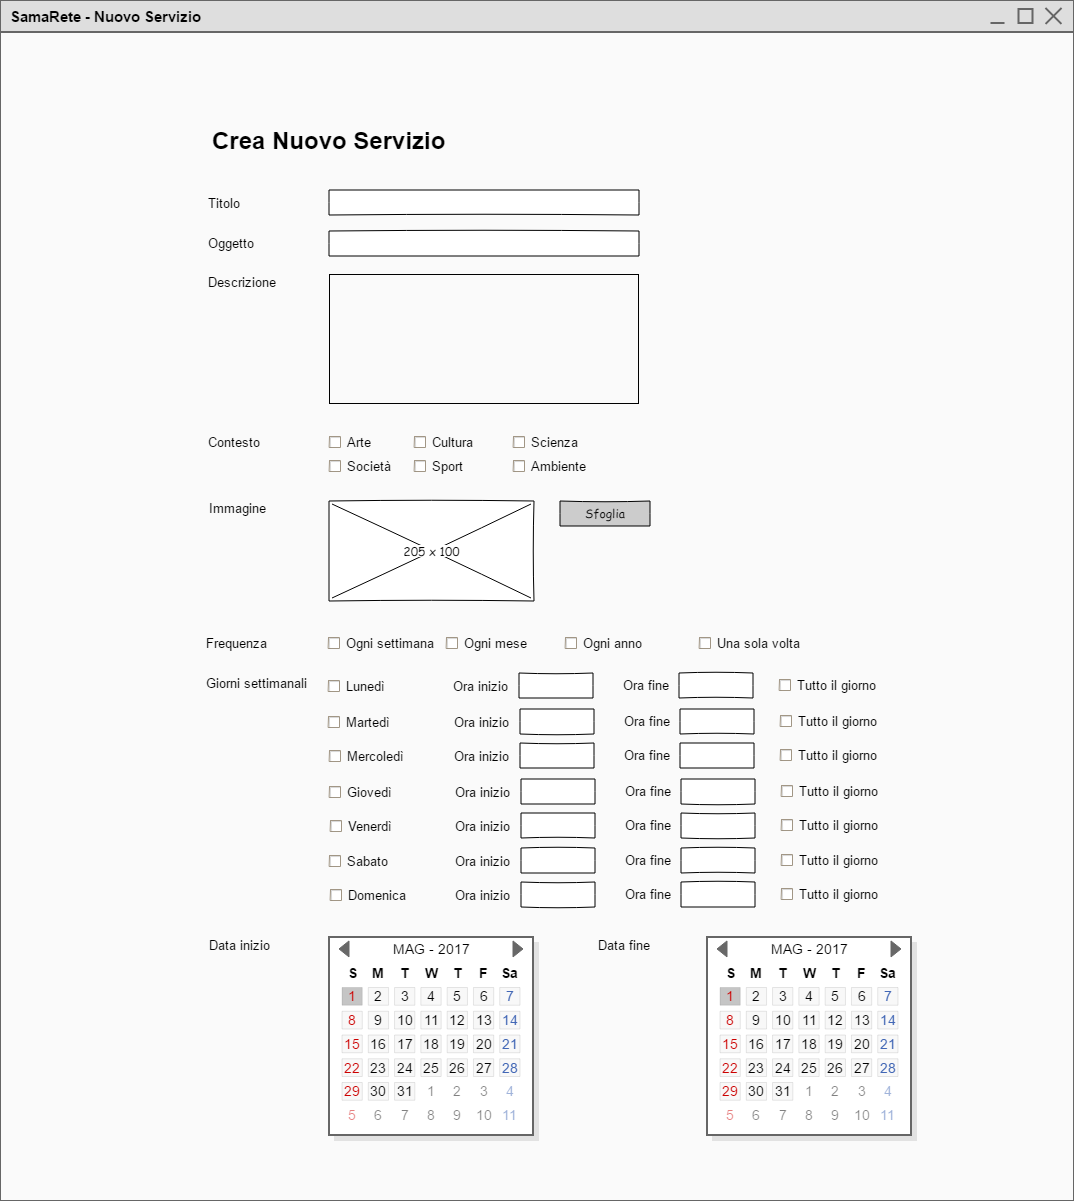 SamaRete - Nuovo Servizio
Crea Nuovo Servizio
Titolo
Oggetto
Descrizione
Contesto Arte Cultura Scienza
Società Sport Ambiente
Immagine 205 x 100 Sfoglia
Frequenza Ogni settimana Ogni mese Ogni anno Una sola volta
Giorni settimanali Lunedì Ora inizio Ora fine Tutto il giorno
Martedì Ora inizio Ora fine Tutto il giorno
Mercoledì Ora inizio Ora fine Tutto il giorno
Giovedì Ora inizio Ora fine Tutto il giorno
Venerdì Ora inizio Ora fine Tutto il giorno
Sabato Ora inizio Ora fine Tutto il giorno
Domenica Ora inizio Ora fine Tutto il giorno
Data inizio
MAG - 2017
S M T W T F Sa
1 2 3 4 5 6 7
8 9 10 11 12 13 14
15 16 17 18 19 20 21
22 23 24 25 26 27 28
29 30 31 1 2 3 4
5 6 7 8 9 10 11
Data fine
MAG - 2017
S M T W T F Sa
1 2 3 4 5 6 7
8 9 10 11 12 13 14
15 16 17 18 19 20 21
22 23 24 25 26 27 28
29 30 31 1 2 3 4
5 6 7 8 9 10 11